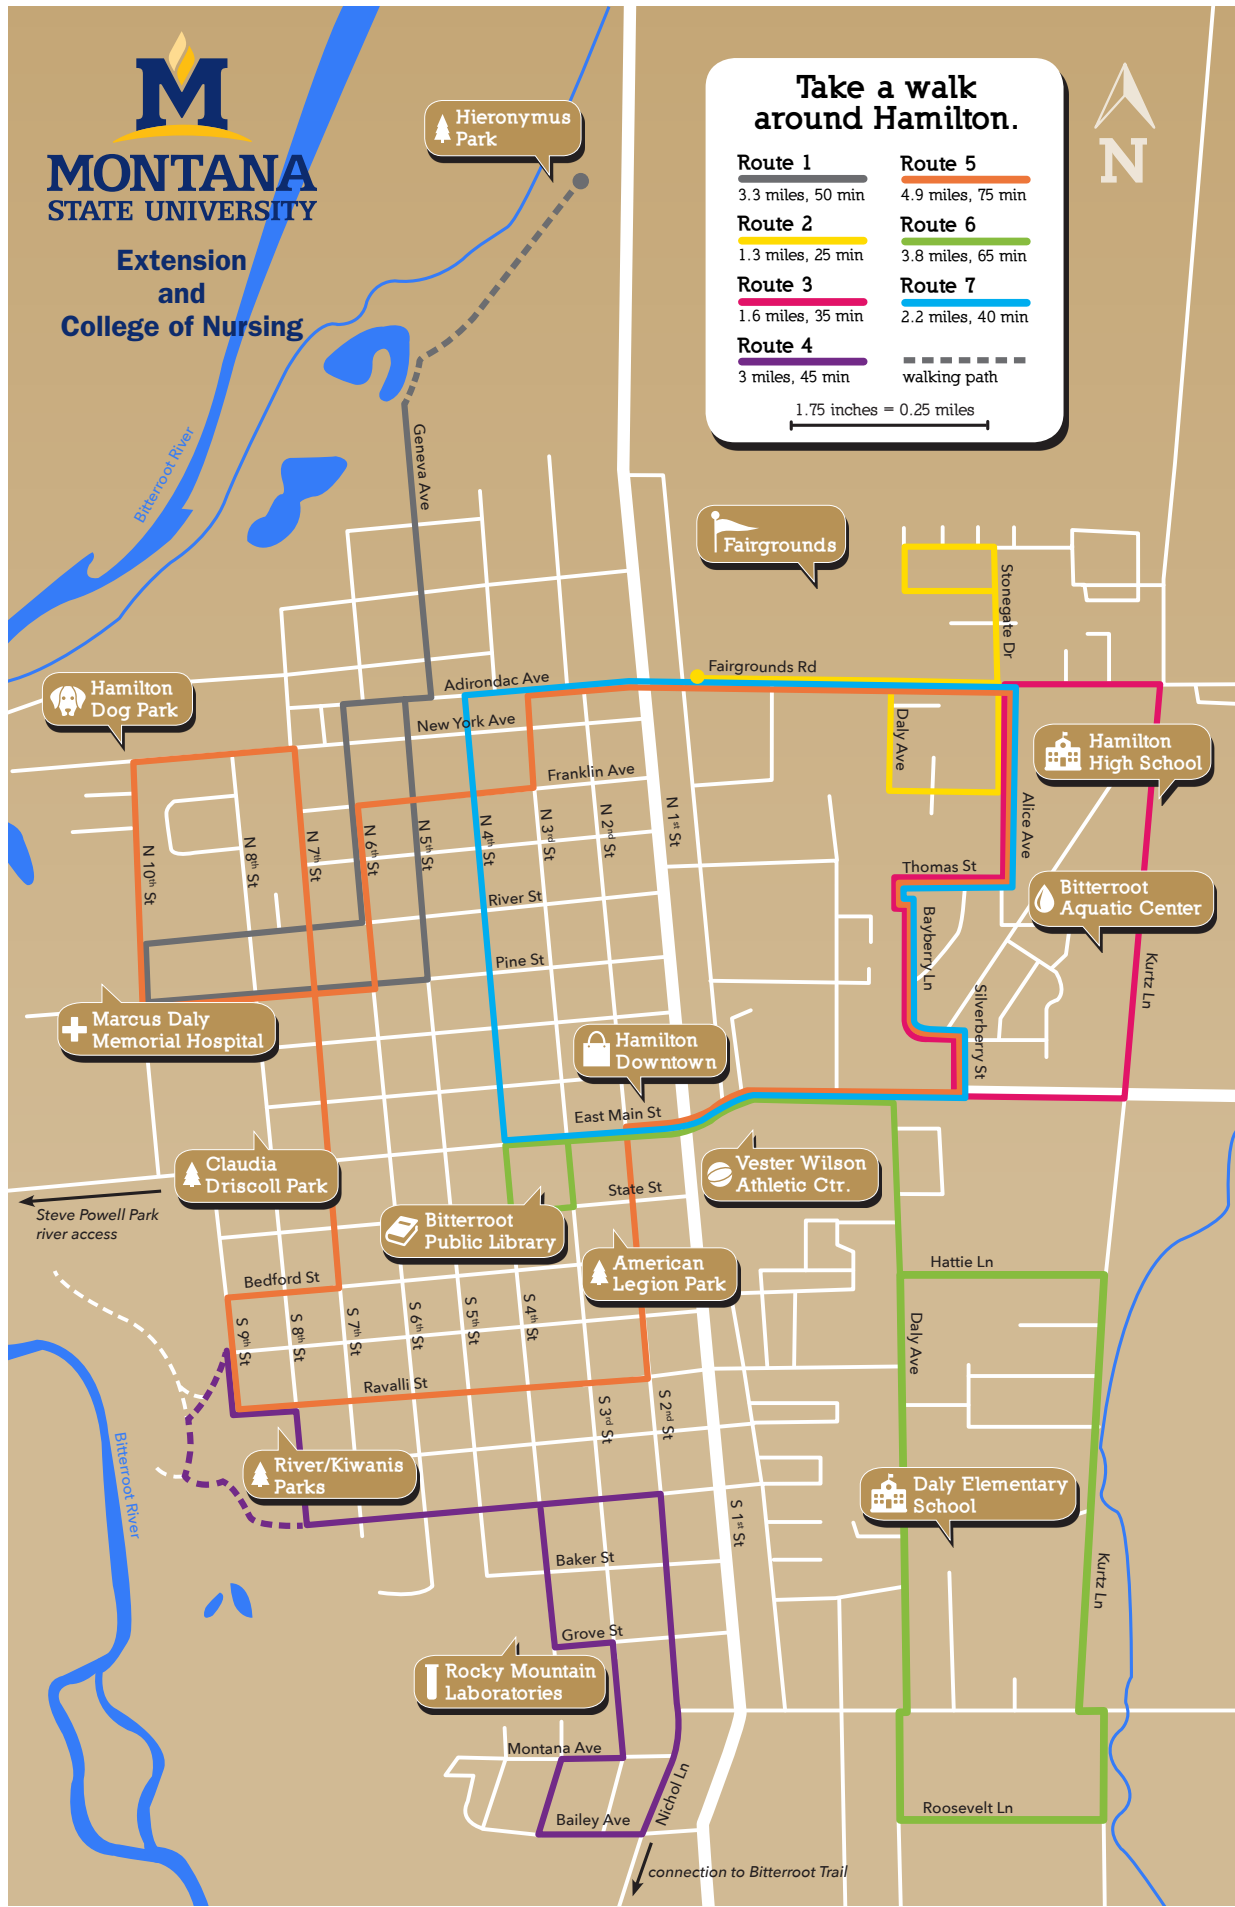 M
MONTANA
STATE UNIVERSITY
Extension
and
College of Nursing
Hieronymus
Park
Take a walk
around Hamilton.
Route 1
3.3 miles, 50 min
Route 2
1.3 miles, 25 min
Route 3
1.6 miles, 35 min
Route 4
3 miles, 45 min
Route 5
4.9 miles, 75 min
Route 6
3.8 miles, 65 min
Route 7
2.2 miles, 40 min
walking path
1.75 inches = 0.25 miles
N
Bitterroot River
Geneva Ave
Fairgrounds
Stonegate Dr
Hamilton
Dog Park
Adirondac Ave
Fairgrounds Rd
New York Ave
Daly Ave
Hamilton
High School
Franklin Ave
N 10th St
N 8th St
N 7th St
N 6th St
N 5th St
N 4th St
N 3rd St
N 2nd St
N 1st St
Alice Ave
Thomas St
Bitterroot
Aquatic Center
River St
Bayberry Ln
Pine St
Kurtz Ln
Silverberry St
Marcus Daly
Memorial Hospital
Hamilton
Downtown
East Main St
Claudia
Driscoll Park
Vester Wilson
Athletic Ctr.
State St
Steve Powell Park
river access
Bitterroot
Public Library
American
Legion Park
Hattie Ln
Bedford St
S 9th St
S 8th St
S 7th St
S 6th St
S 5th St
S 4th St
Daly Ave
Ravalli St
S 3rd St
S 2nd St
Bitterroot River
River/Kiwanis
Parks
Daly Elementary
School
S 1st St
Baker St
Kurtz Ln
Grove St
Rocky Mountain
Laboratories
Montana Ave
Nichol Ln
Bailey Ave
Roosevelt Ln
connection to Bitterroot Trail